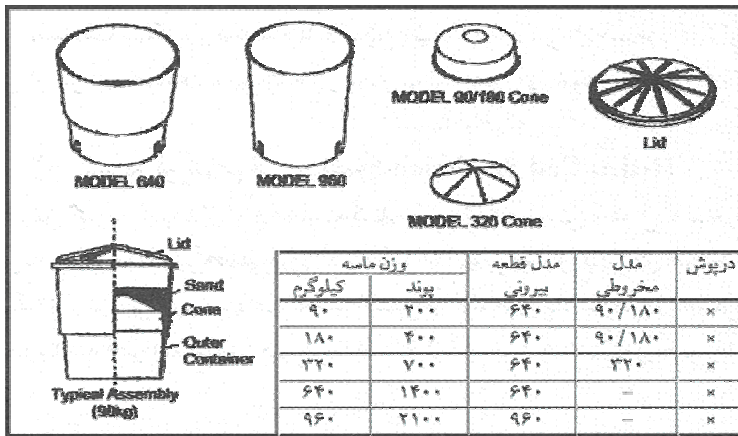 MODEL 640
MODEL 960
MODEL 90/180 Cone
Lid
MODEL 320 Cone
Lid
Sand
Cone
Outer
Container
Typical Assembly
(90kg)
درپوش مدل مخروطی مدل قطعه بیرونی وزن ماسه
پوند کیلوگرم
× ۹۰/۱۸۰ ۶۴۰ ۲۰۰ ۹۰
× ۹۰/۱۸۰ ۶۴۰ ۴۰۰ ۱۸۰
× ۳۲۰ ۶۴۰ ۷۰۰ ۳۲۰
× – ۶۴۰ ۱۴۰۰ ۶۴۰
× – ۹۶۰ ۲۱۰۰ ۹۶۰